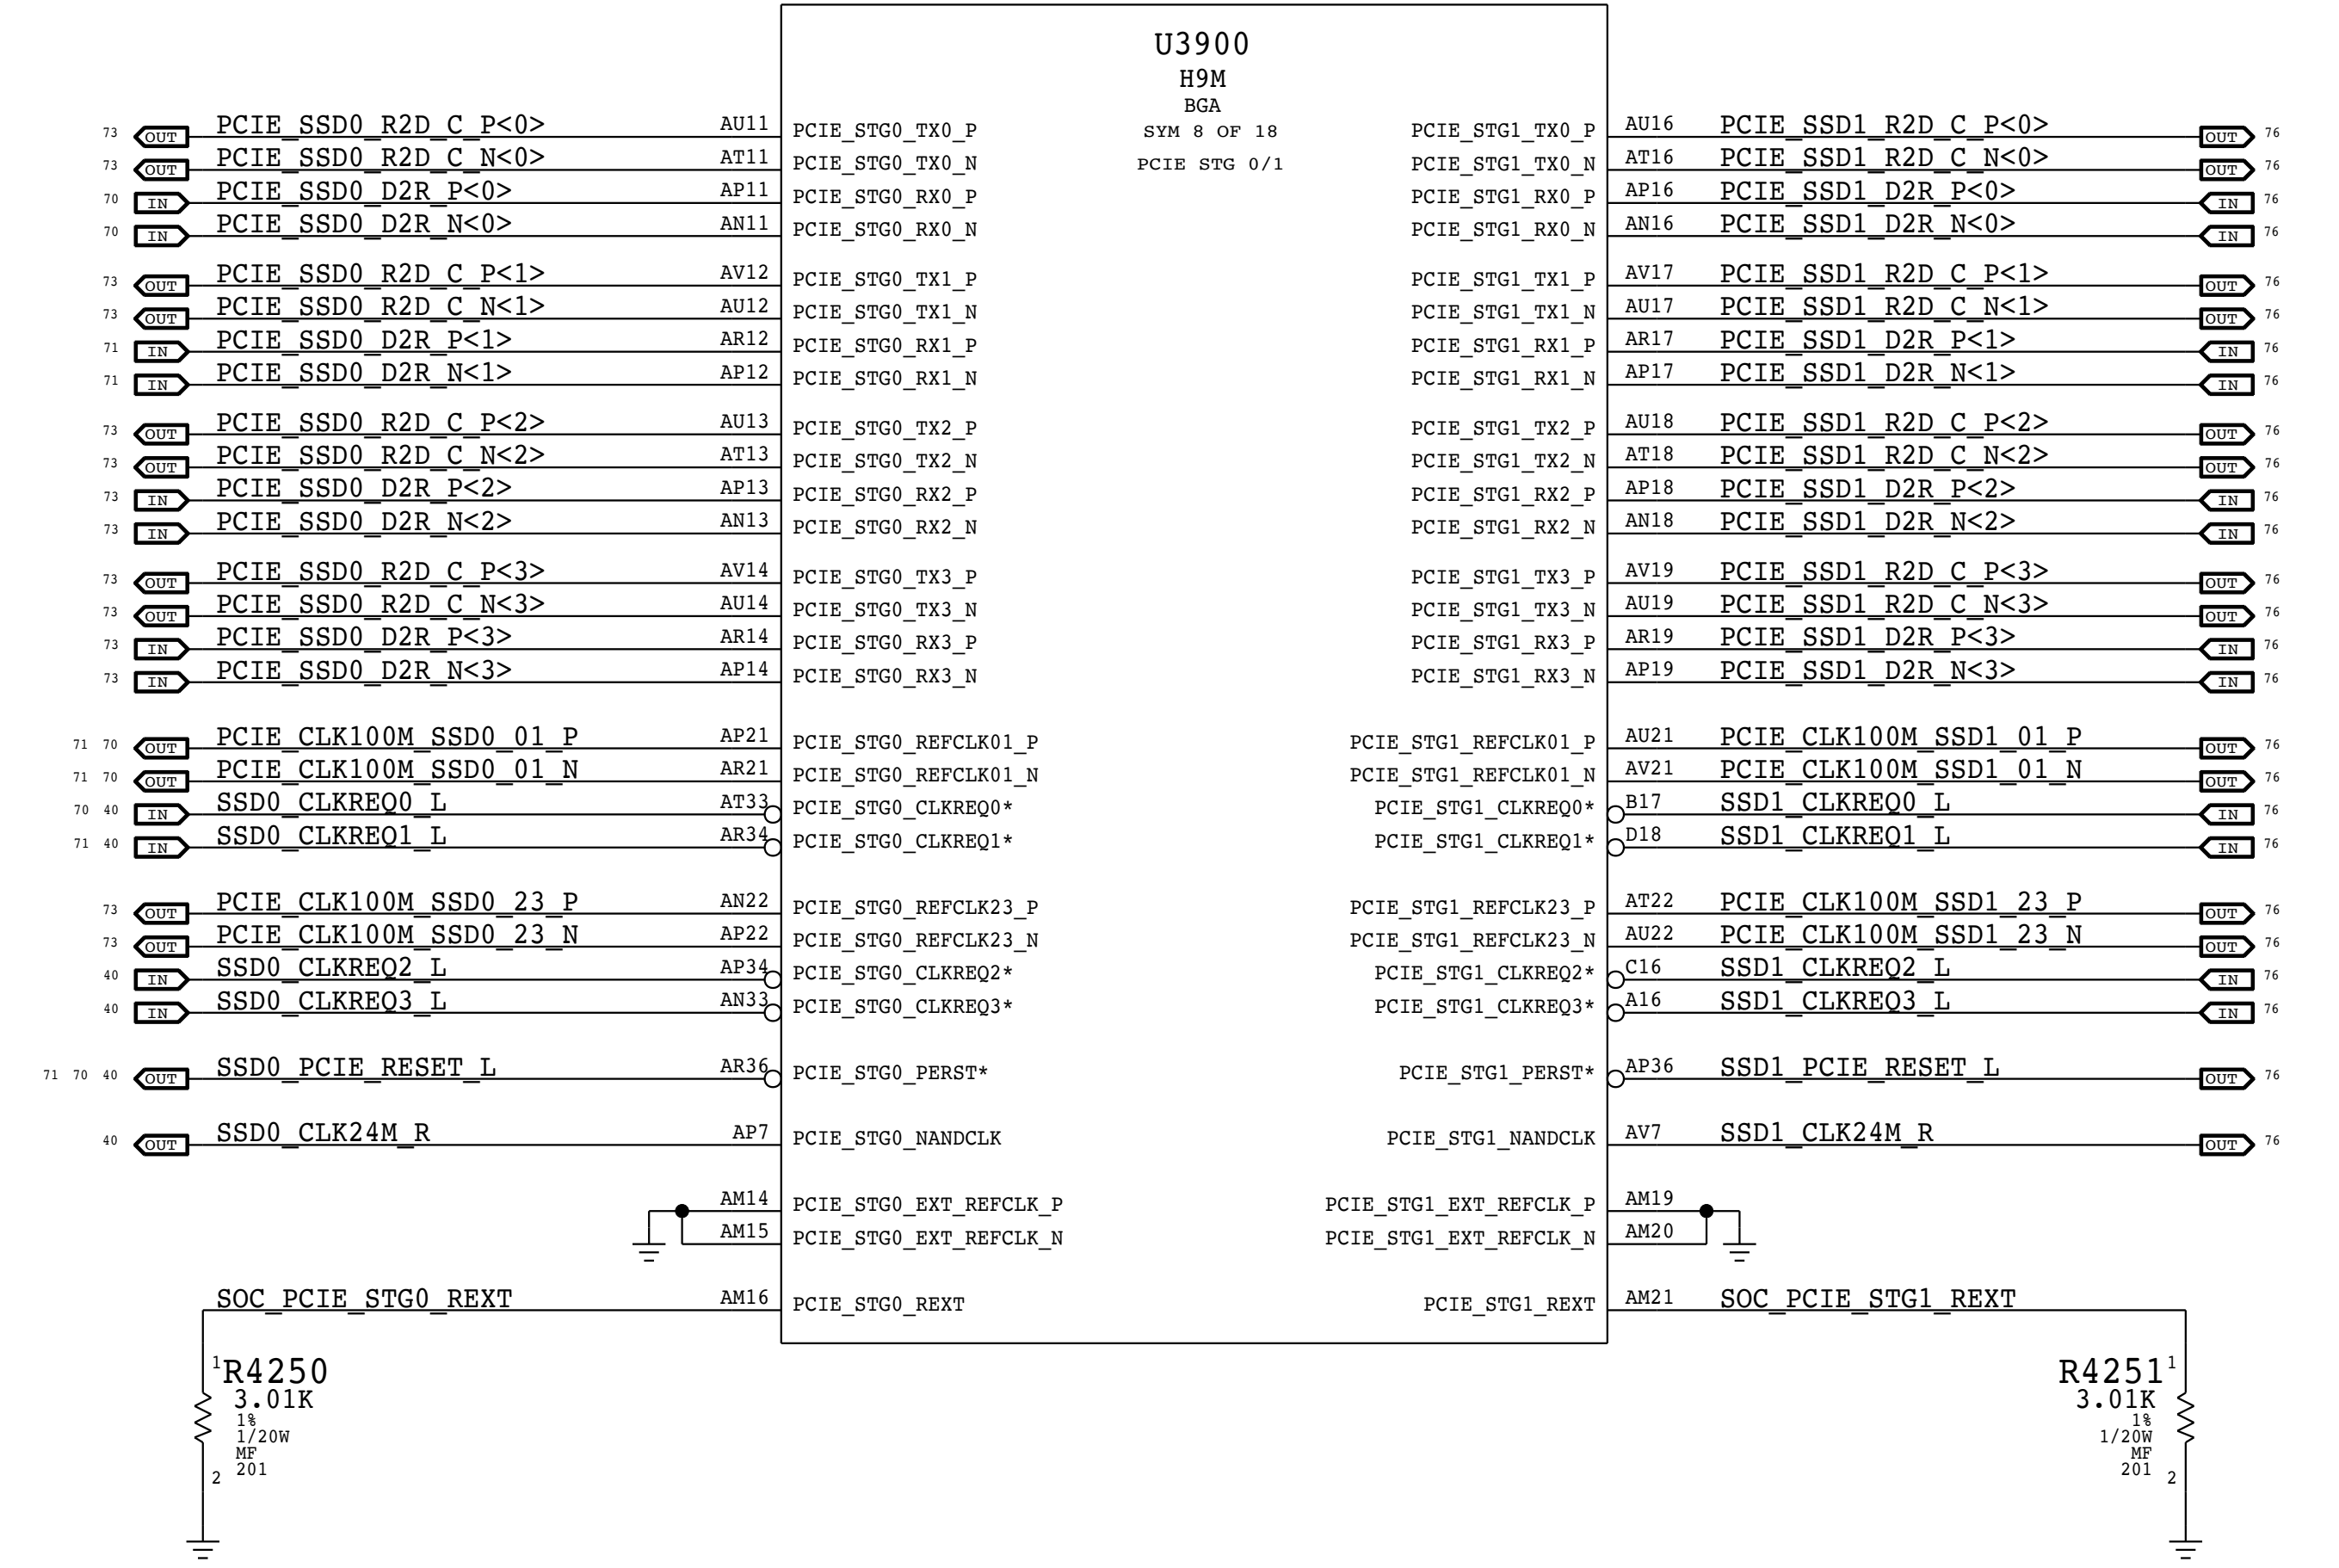 U3900
H9M
BGA
SYM 8 OF 18
PCIE STG 0/1
73 OUT PCIE_SSD0_R2D_C_P<0> AU11 PCIE_STG0_TX0_P PCIE_STG1_TX0_P AU16 PCIE_SSD1_R2D_C_P<0> OUT 76
73 OUT PCIE_SSD0_R2D_C_N<0> AT11 PCIE_STG0_TX0_N PCIE_STG1_TX0_N AT16 PCIE_SSD1_R2D_C_N<0> OUT 76
70 IN PCIE_SSD0_D2R_P<0> AP11 PCIE_STG0_RX0_P PCIE_STG1_RX0_P AP16 PCIE_SSD1_D2R_P<0> IN 76
70 IN PCIE_SSD0_D2R_N<0> AN11 PCIE_STG0_RX0_N PCIE_STG1_RX0_N AN16 PCIE_SSD1_D2R_N<0> IN 76
73 OUT PCIE_SSD0_R2D_C_P<1> AV12 PCIE_STG0_TX1_P PCIE_STG1_TX1_P AV17 PCIE_SSD1_R2D_C_P<1> OUT 76
73 OUT PCIE_SSD0_R2D_C_N<1> AU12 PCIE_STG0_TX1_N PCIE_STG1_TX1_N AU17 PCIE_SSD1_R2D_C_N<1> OUT 76
71 IN PCIE_SSD0_D2R_P<1> AR12 PCIE_STG0_RX1_P PCIE_STG1_RX1_P AR17 PCIE_SSD1_D2R_P<1> IN 76
71 IN PCIE_SSD0_D2R_N<1> AP12 PCIE_STG0_RX1_N PCIE_STG1_RX1_N AP17 PCIE_SSD1_D2R_N<1> IN 76
73 OUT PCIE_SSD0_R2D_C_P<2> AU13 PCIE_STG0_TX2_P PCIE_STG1_TX2_P AU18 PCIE_SSD1_R2D_C_P<2> OUT 76
73 OUT PCIE_SSD0_R2D_C_N<2> AT13 PCIE_STG0_TX2_N PCIE_STG1_TX2_N AT18 PCIE_SSD1_R2D_C_N<2> OUT 76
73 IN PCIE_SSD0_D2R_P<2> AP13 PCIE_STG0_RX2_P PCIE_STG1_RX2_P AP18 PCIE_SSD1_D2R_P<2> IN 76
73 IN PCIE_SSD0_D2R_N<2> AN13 PCIE_STG0_RX2_N PCIE_STG1_RX2_N AN18 PCIE_SSD1_D2R_N<2> IN 76
73 OUT PCIE_SSD0_R2D_C_P<3> AV14 PCIE_STG0_TX3_P PCIE_STG1_TX3_P AV19 PCIE_SSD1_R2D_C_P<3> OUT 76
73 OUT PCIE_SSD0_R2D_C_N<3> AU14 PCIE_STG0_TX3_N PCIE_STG1_TX3_N AU19 PCIE_SSD1_R2D_C_N<3> OUT 76
73 IN PCIE_SSD0_D2R_P<3> AR14 PCIE_STG0_RX3_P PCIE_STG1_RX3_P AR19 PCIE_SSD1_D2R_P<3> IN 76
73 IN PCIE_SSD0_D2R_N<3> AP14 PCIE_STG0_RX3_N PCIE_STG1_RX3_N AP19 PCIE_SSD1_D2R_N<3> IN 76
71 70 OUT PCIE_CLK100M_SSD0_01_P AP21 PCIE_STG0_REFCLK01_P PCIE_STG1_REFCLK01_P AU21 PCIE_CLK100M_SSD1_01_P OUT 76
71 70 OUT PCIE_CLK100M_SSD0_01_N AR21 PCIE_STG0_REFCLK01_N PCIE_STG1_REFCLK01_N AV21 PCIE_CLK100M_SSD1_01_N OUT 76
70 40 IN SSD0_CLKREQ0_L AT33 PCIE_STG0_CLKREQ0* PCIE_STG1_CLKREQ0* B17 SSD1_CLKREQ0_L IN 76
71 40 IN SSD0_CLKREQ1_L AR34 PCIE_STG0_CLKREQ1* PCIE_STG1_CLKREQ1* D18 SSD1_CLKREQ1_L IN 76
73 OUT PCIE_CLK100M_SSD0_23_P AN22 PCIE_STG0_REFCLK23_P PCIE_STG1_REFCLK23_P AT22 PCIE_CLK100M_SSD1_23_P OUT 76
73 OUT PCIE_CLK100M_SSD0_23_N AP22 PCIE_STG0_REFCLK23_N PCIE_STG1_REFCLK23_N AU22 PCIE_CLK100M_SSD1_23_N OUT 76
40 IN SSD0_CLKREQ2_L AP34 PCIE_STG0_CLKREQ2* PCIE_STG1_CLKREQ2* C16 SSD1_CLKREQ2_L IN 76
40 IN SSD0_CLKREQ3_L AN33 PCIE_STG0_CLKREQ3* PCIE_STG1_CLKREQ3* A16 SSD1_CLKREQ3_L IN 76
71 70 40 OUT SSD0_PCIE_RESET_L AR36 PCIE_STG0_PERST* PCIE_STG1_PERST* AP36 SSD1_PCIE_RESET_L OUT 76
40 OUT SSD0_CLK24M_R AP7 PCIE_STG0_NANDCLK PCIE_STG1_NANDCLK AV7 SSD1_CLK24M_R OUT 76
AM14 PCIE_STG0_EXT_REFCLK_P PCIE_STG1_EXT_REFCLK_P AM19
AM15 PCIE_STG0_EXT_REFCLK_N PCIE_STG1_EXT_REFCLK_N AM20
SOC_PCIE_STG0_REXT AM16 PCIE_STG0_REXT PCIE_STG1_REXT AM21 SOC_PCIE_STG1_REXT
1 R4250 R4251 1
3.01K 3.01K
1% 1%
1/20W 1/20W
MF MF
201 201
2 2